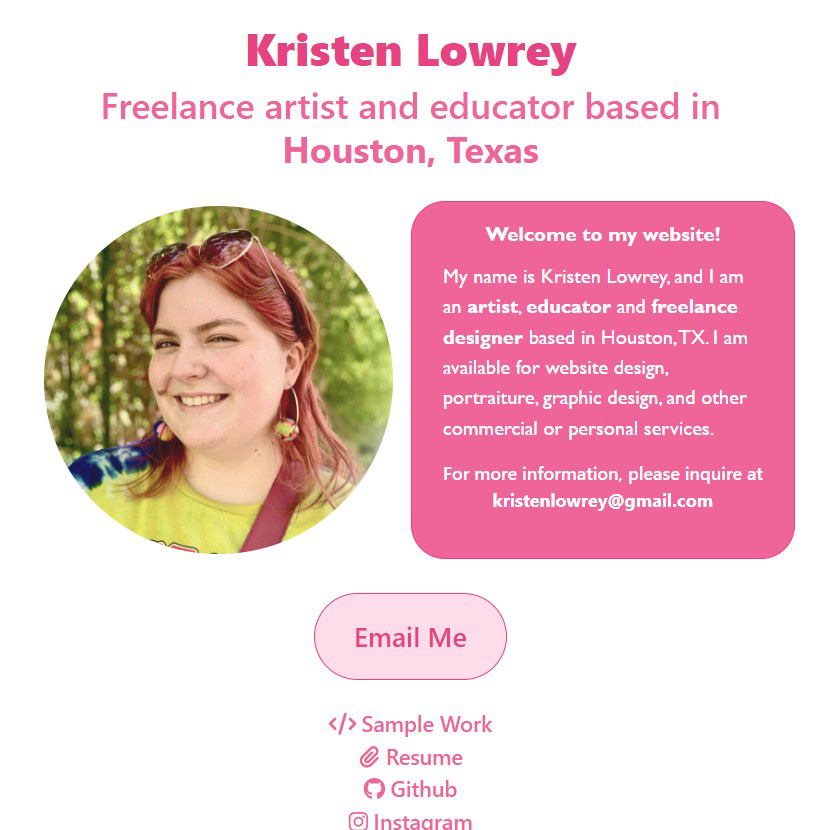 Kristen Lowrey
Freelance artist and educator based in
Houston, Texas
Welcome to my website!
My name is Kristen Lowrey, and I am
an artist, educator and freelance
designer based in Houston, TX. I am
available for website design,
portraiture, graphic design, and other
commercial or personal services.
For more information, please inquire at
kristenlowrey@gmail.com
Email Me
</> Sample Work
Resume
Github
Instagram